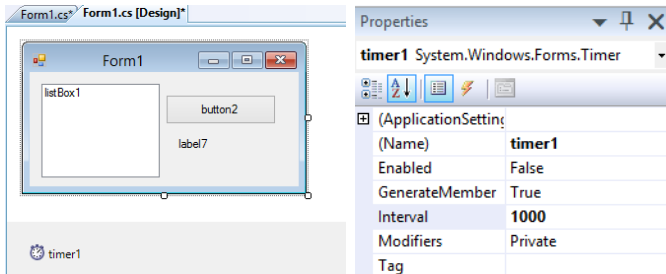 Form1.cs* Form1.cs [Design]*
Form1
listBox1
button2
label7
timer1
Properties
timer1 System.Windows.Forms.Timer
(ApplicationSetting
(Name) timer1
Enabled False
GenerateMember True
Interval 1000
Modifiers Private
Tag